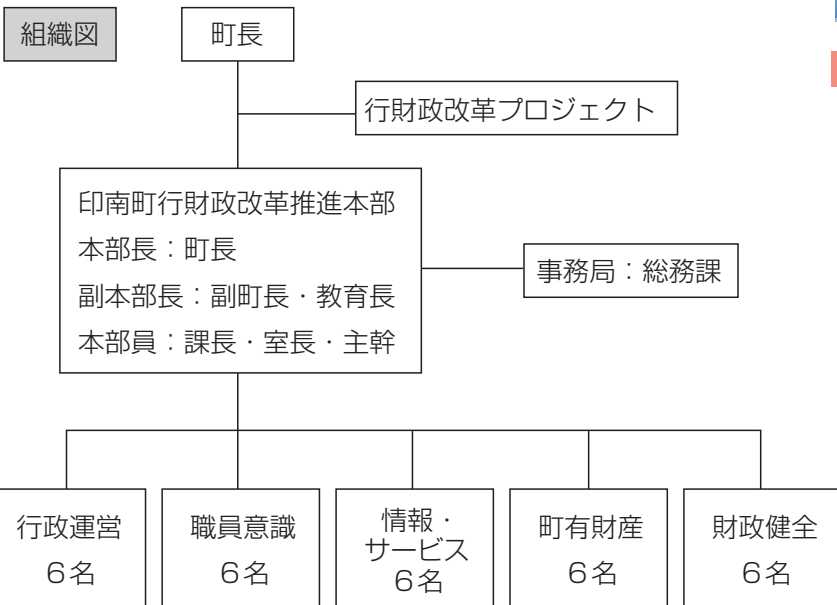 組織図
町長
行財政改革プロジェクト
印南町行財政改革推進本部
本部長：町長
副本部長：副町長・教育長
本部員：課長・室長・主幹
事務局：総務課
行政運営
6名
職員意識
6名
情報・
サービス
6名
町有財産
6名
財政健全
6名